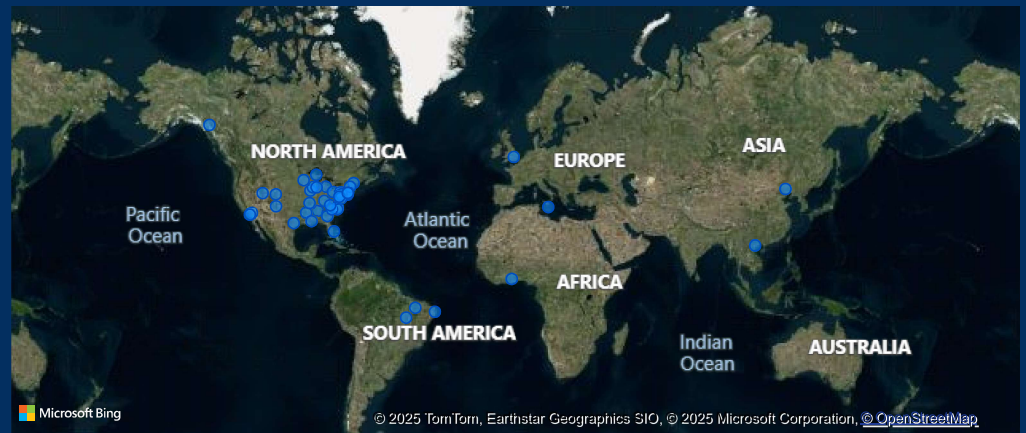 NORTH AMERICA
EUROPE
ASIA
Pacific
Ocean
Atlantic
Ocean
AFRICA
SOUTH AMERICA
Indian
Ocean
AUSTRALIA
Microsoft Bing
© 2025 TomTom, Earthstar Geographics SIO, © 2025 Microsoft Corporation, © OpenStreetMap